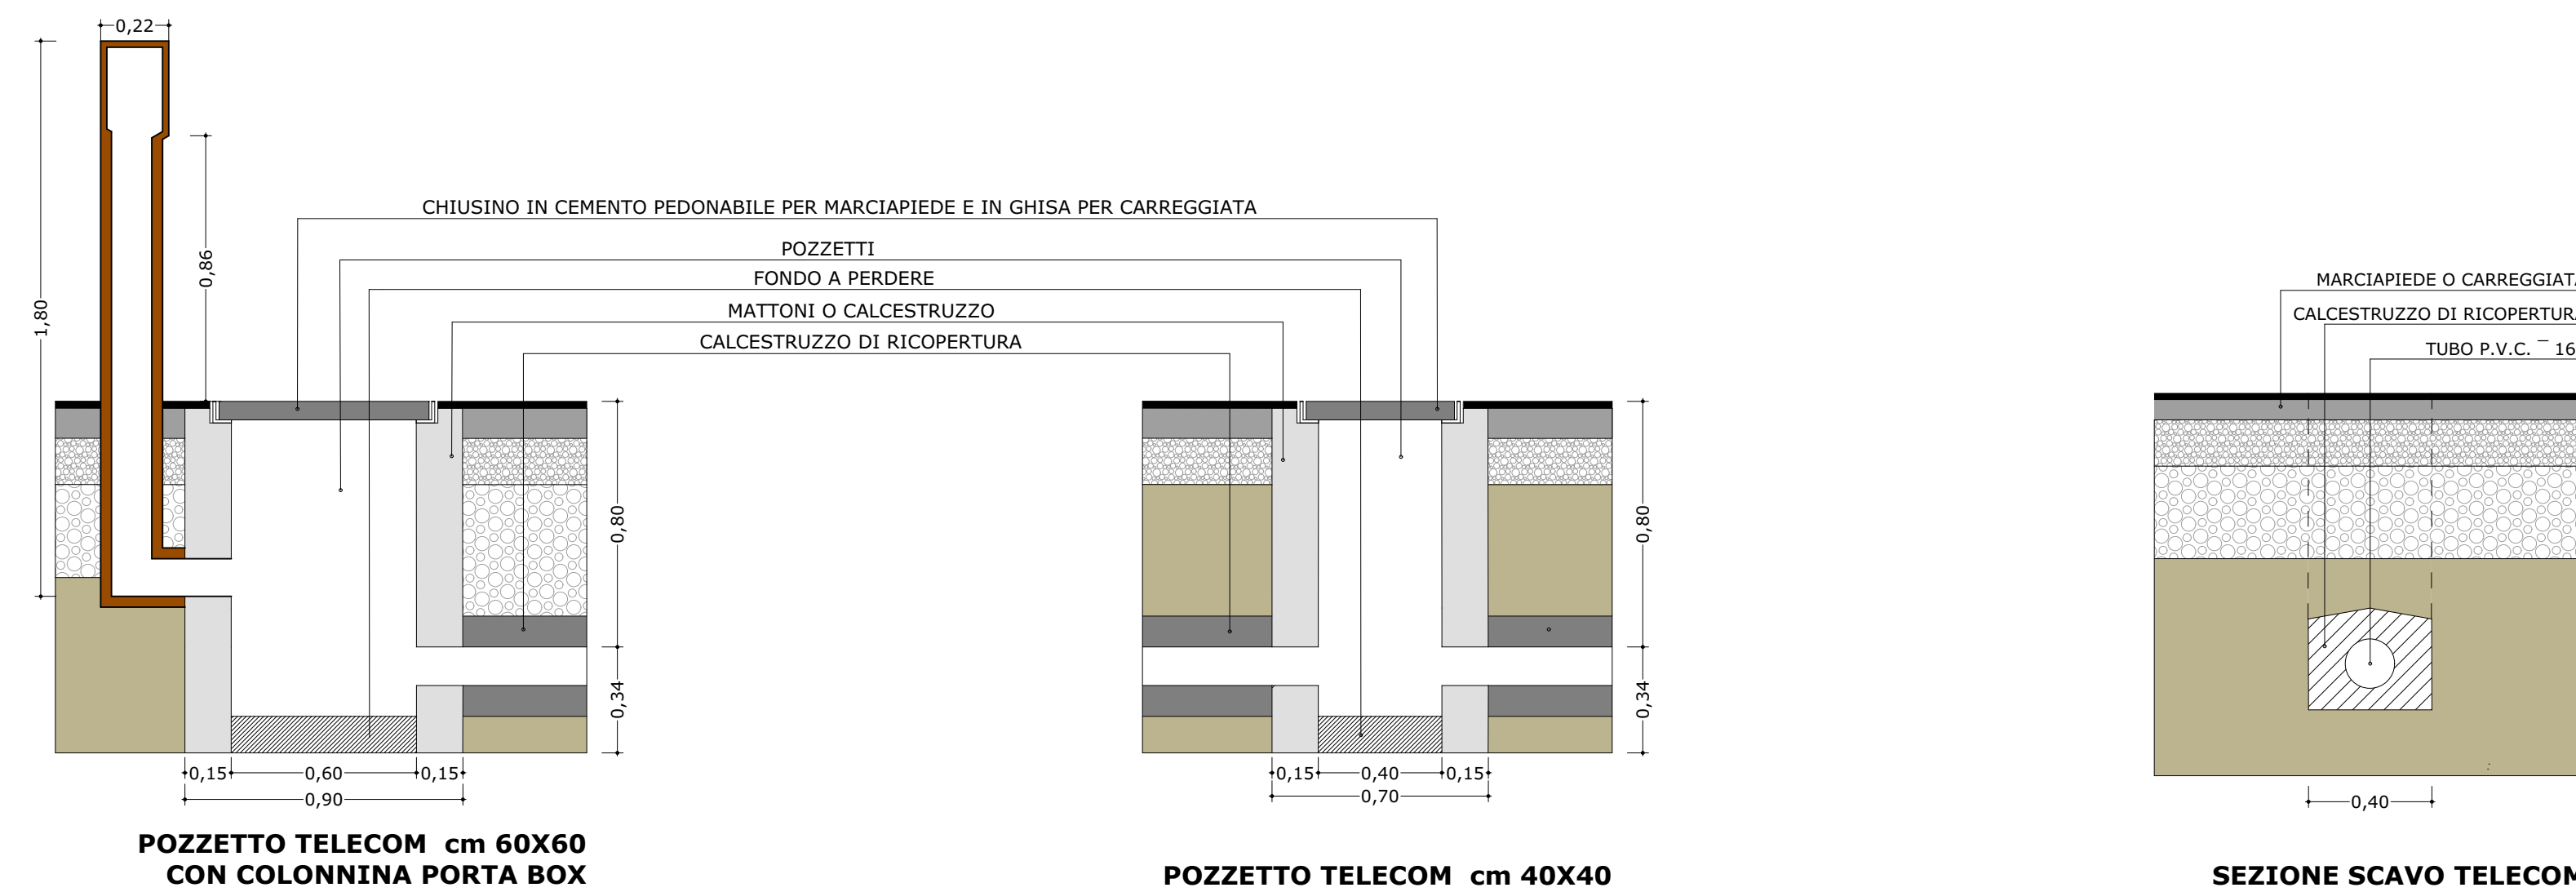 0,22
1,80
0,86
CHIUSINO IN CEMENTO PEDONABILE PER MARCIAPIEDE E IN GHISA PER CARREGGIATA
POZZETTI
FONDO A PERDERE
MATTONI O CALCESTRUZZO
CALCESTRUZZO DI RICOPERTURA
0,80
0,34
0,15
0,60
0,15
0,90
POZZETTO TELECOM cm 60X60
CON COLONNINA PORTA BOX
0,80
0,34
0,15
0,40
0,15
0,70
POZZETTO TELECOM cm 40X40
MARCIAPIEDE O CARREGGIATA
CALCESTRUZZO DI RICOPERTURA
TUBO P.V.C. ¯ 16
0,40
SEZIONE SCAVO TELECOM